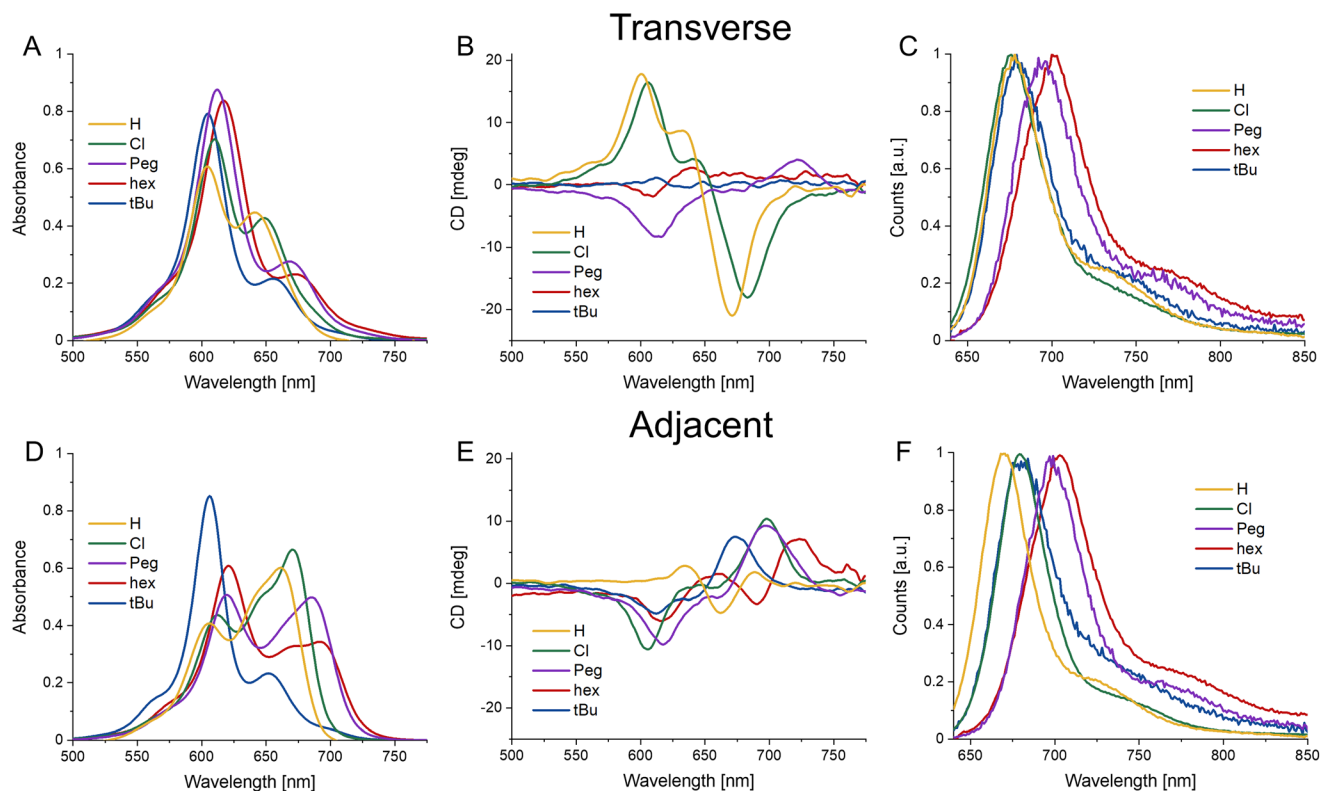 Transverse
A
B
C
1
0.8
0.6
0.4
0.2
0
Absorbance
H
Cl
Peg
hex
tBu
500
550
600
650
700
750
Wavelength [nm]
20
10
0
-10
-20
CD [mdeg]
H
Cl
Peg
hex
tBu
500
550
600
650
700
750
Wavelength [nm]
1
0.8
0.6
0.4
0.2
0
Counts [a.u.]
H
Cl
Peg
hex
tBu
650
700
750
800
850
Wavelength [nm]
Adjacent
D
E
F
1
0.8
0.6
0.4
0.2
0
Absorbance
H
Cl
Peg
hex
tBu
500
550
600
650
700
750
Wavelength [nm]
20
10
0
-10
-20
CD [mdeg]
H
Cl
Peg
hex
tBu
500
550
600
650
700
750
Wavelength [nm]
1
0.8
0.6
0.4
0.2
0
Counts [a.u.]
H
Cl
Peg
hex
tBu
650
700
750
800
850
Wavelength [nm]